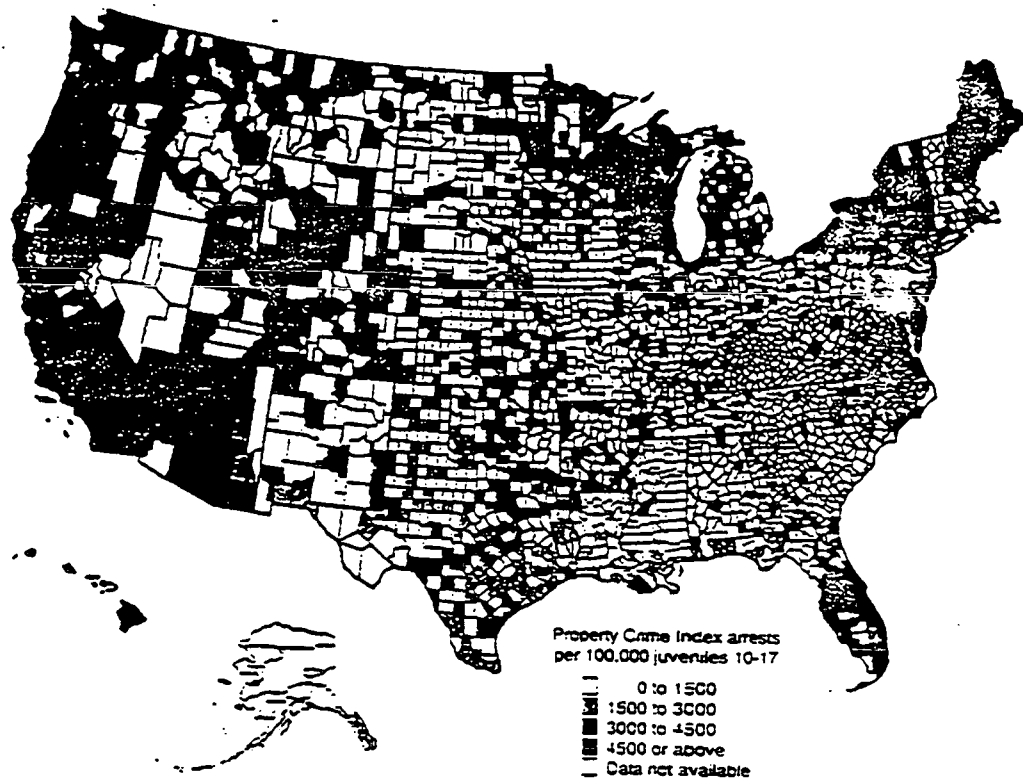 Property Crime Index arrests
per 100,000 juveniles 10-17
0 to 1500
1500 to 3000
3000 to 4500
4500 or above
Data not available